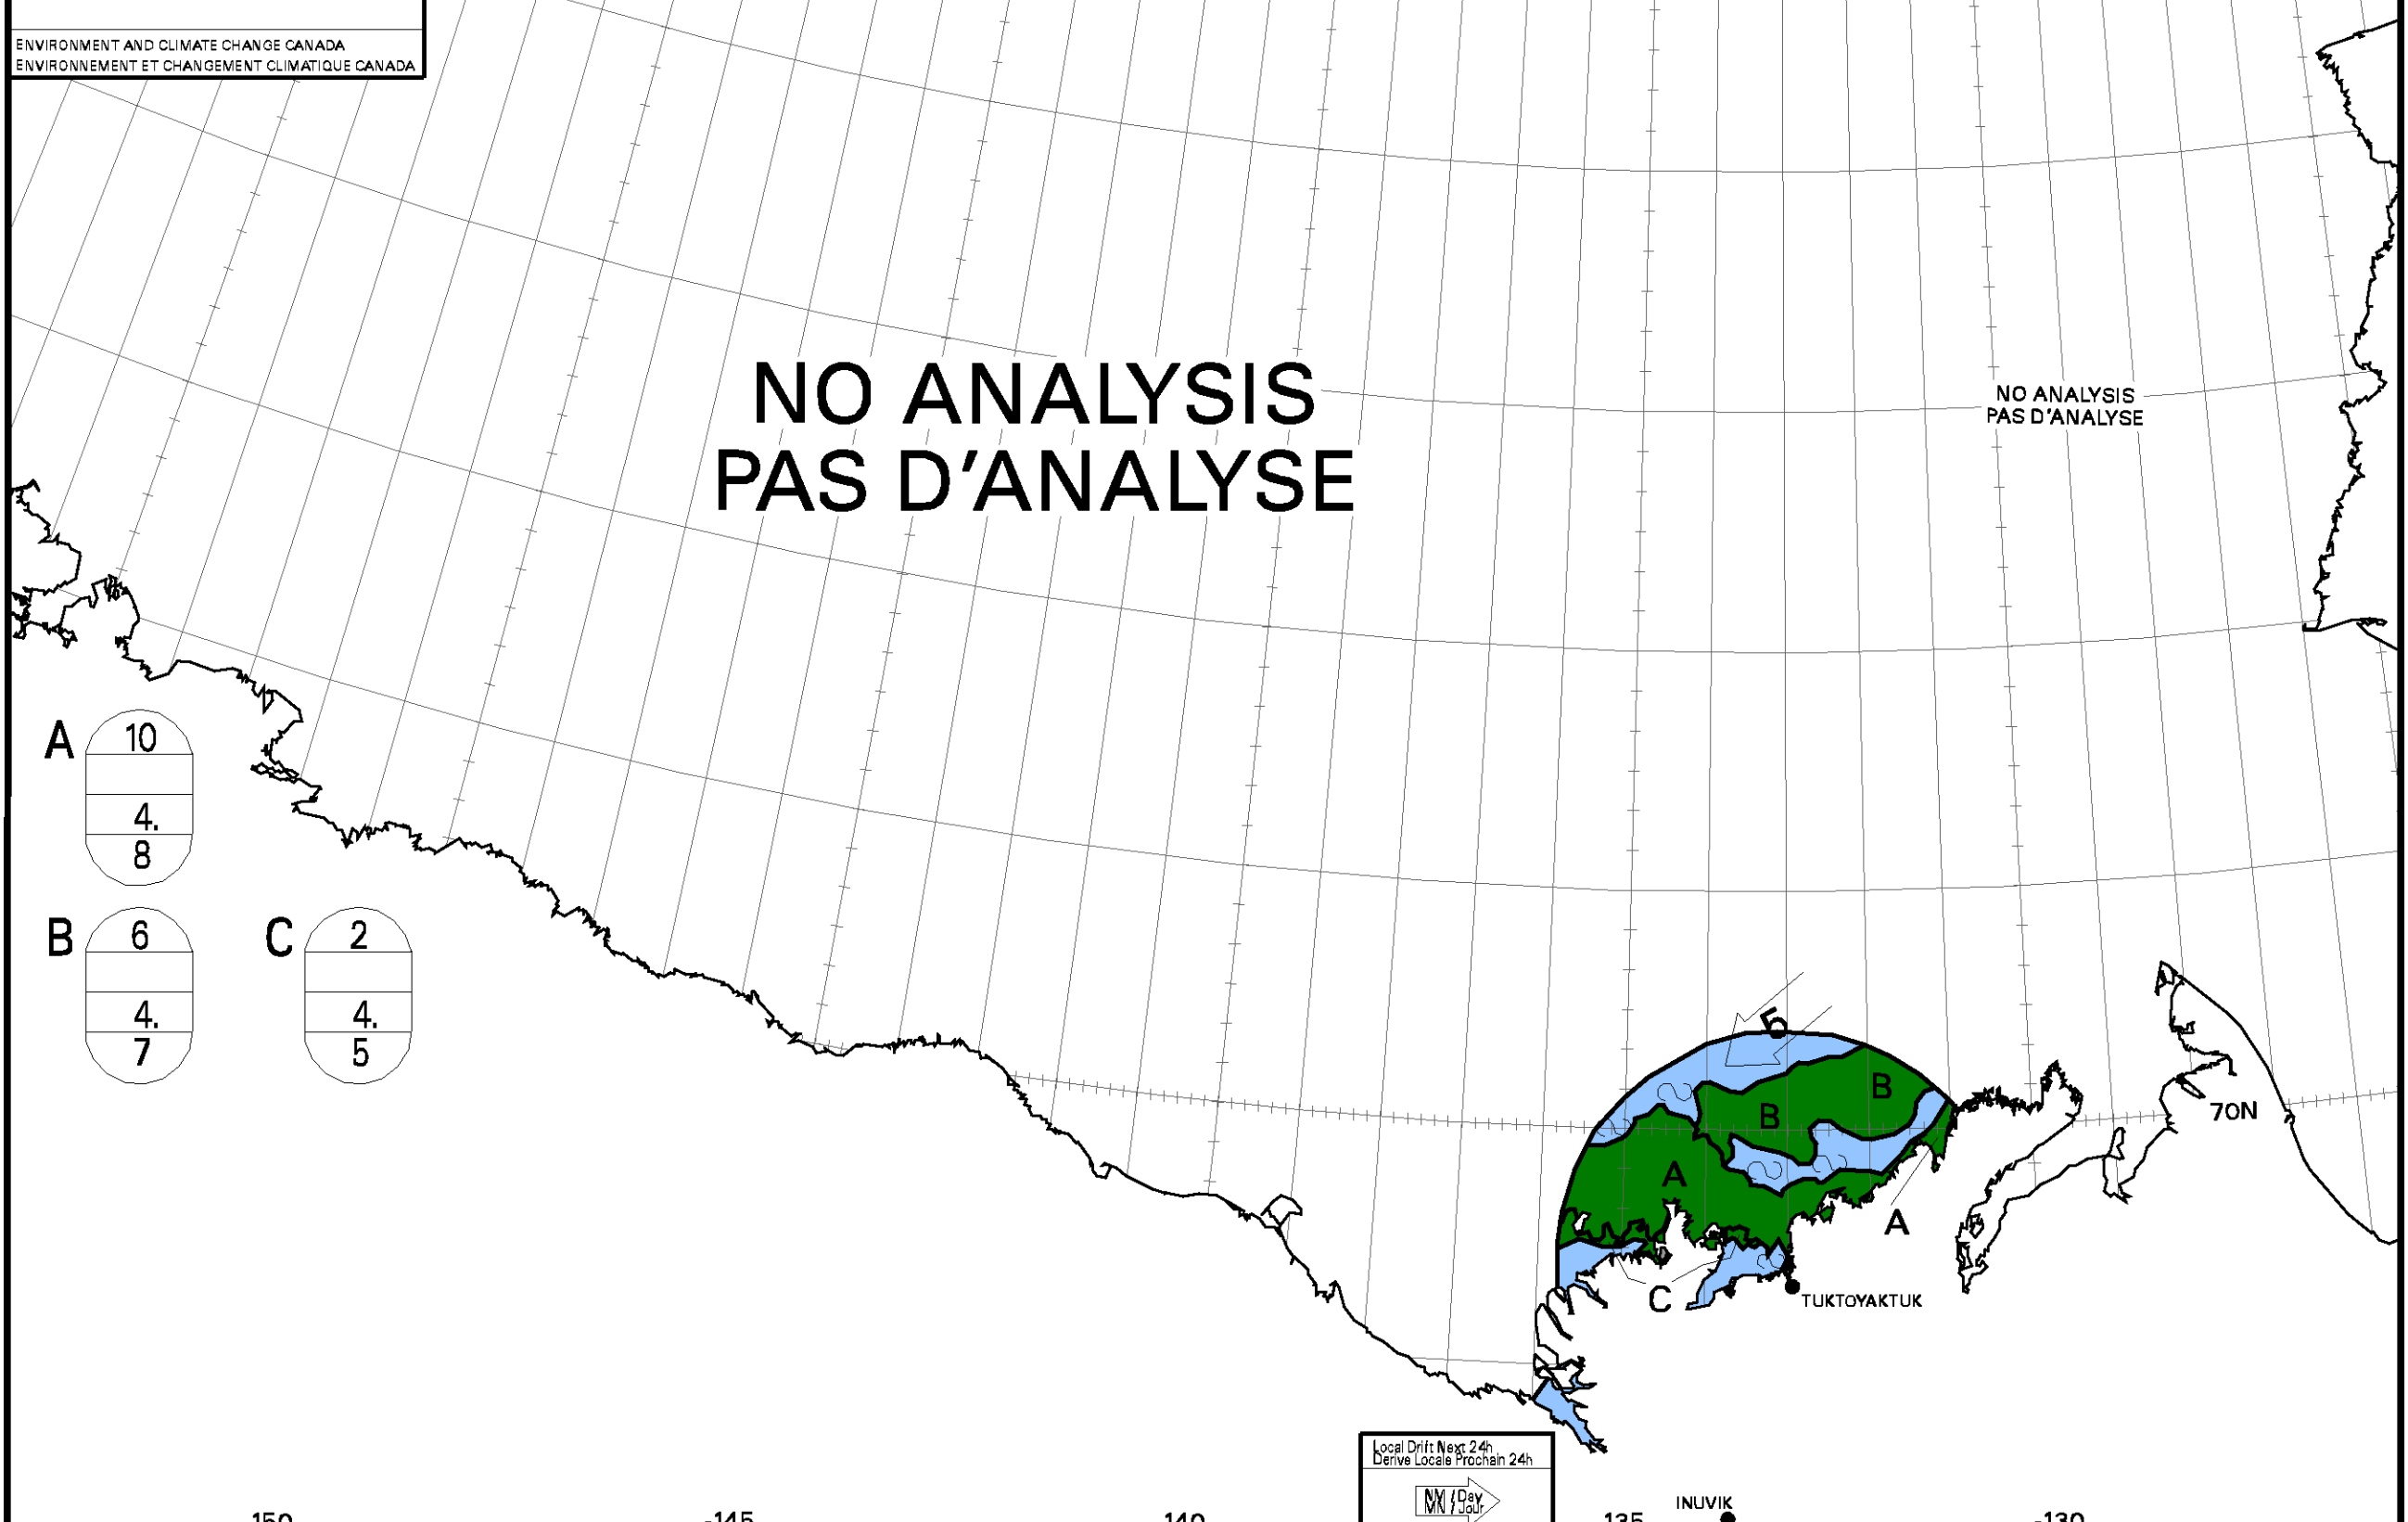 ENVIRONMENT AND CLIMATE CHANGE CANADA
ENVIRONNEMENT ET CHANGEMENT CLIMATIQUE CANADA
NO ANALYSIS
PAS D'ANALYSE
NO ANALYSIS
PAS D'ANALYSE
A
10
4.
8
B
6
4.
7
C
2
4.
5
5
B
B
A
A
C
70N
TUKTOYAKTUK
Local Drift Next 24h
Derive Locale Prochain 24h
NM / Day
MN / Jour
INUVIK
-145
-130